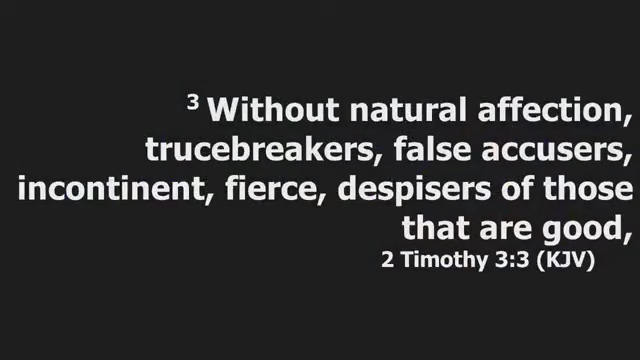 3 Without natural affection,
trucebreakers, false accusers,
incontinent, fierce, despisers of those
that are good,
2 Timothy 3:3 (KJV)